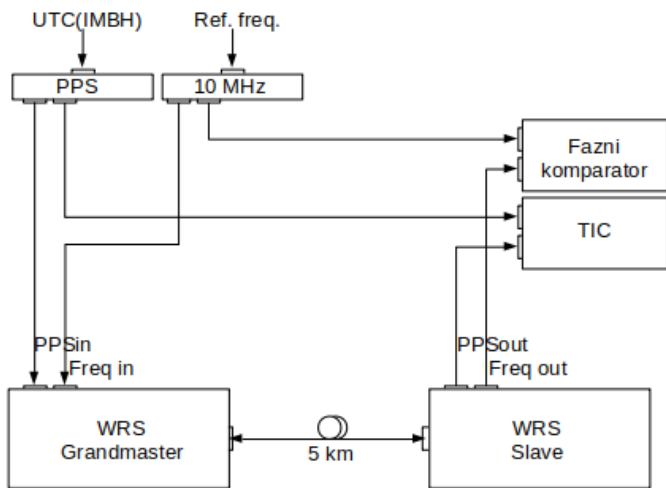 UTC(IMBH)
Ref. freq.
PPS
10 MHz
Fazni
komparator
TIC
PPSin
Freq in
PPSout
Freq out
WRS
Grandmaster
5 km
WRS
Slave